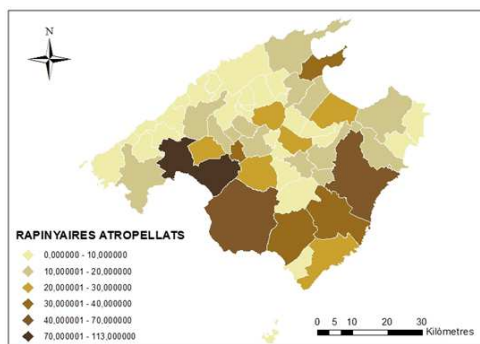 N
RAPINYAIRES ATROPELLATS
0,000000 - 10,000000
10,000001 - 20,000000
20,000001 - 30,000000
30,000001 - 40,000000
40,000001 - 70,000000
70,000001 - 113,000000
0 5 10 20 30
Kilòmetres